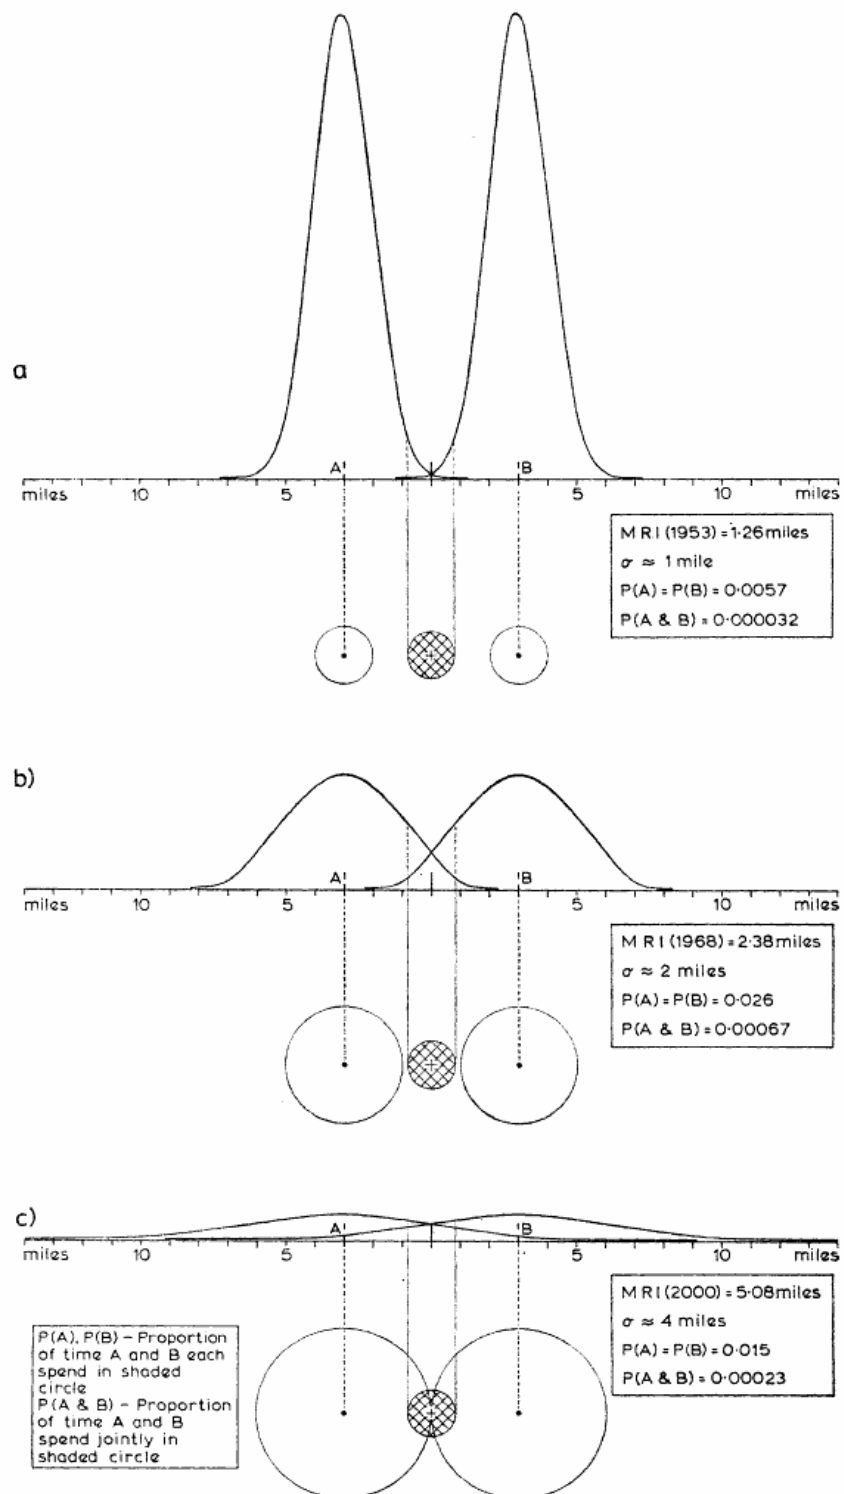 a
A B
miles 10 5 5 10 miles
M R I (1953) = 1·26 miles
σ ≈ 1 mile
P(A) = P(B) = 0·0057
P(A & B) = 0·000032
b)
A B
miles 10 5 5 10 miles
M R I (1968) = 2·38 miles
σ ≈ 2 miles
P(A) = P(B) = 0·026
P(A & B) = 0·00067
c)
A B
miles 10 5 5 10 miles
M R I (2000) = 5·08 miles
σ ≈ 4 miles
P(A) = P(B) = 0·015
P(A & B) = 0·00023
P(A), P(B) – Proportion
of time A and B each
spend in shaded
circle
P(A & B) – Proportion
of time A and B
spend jointly in
shaded circle